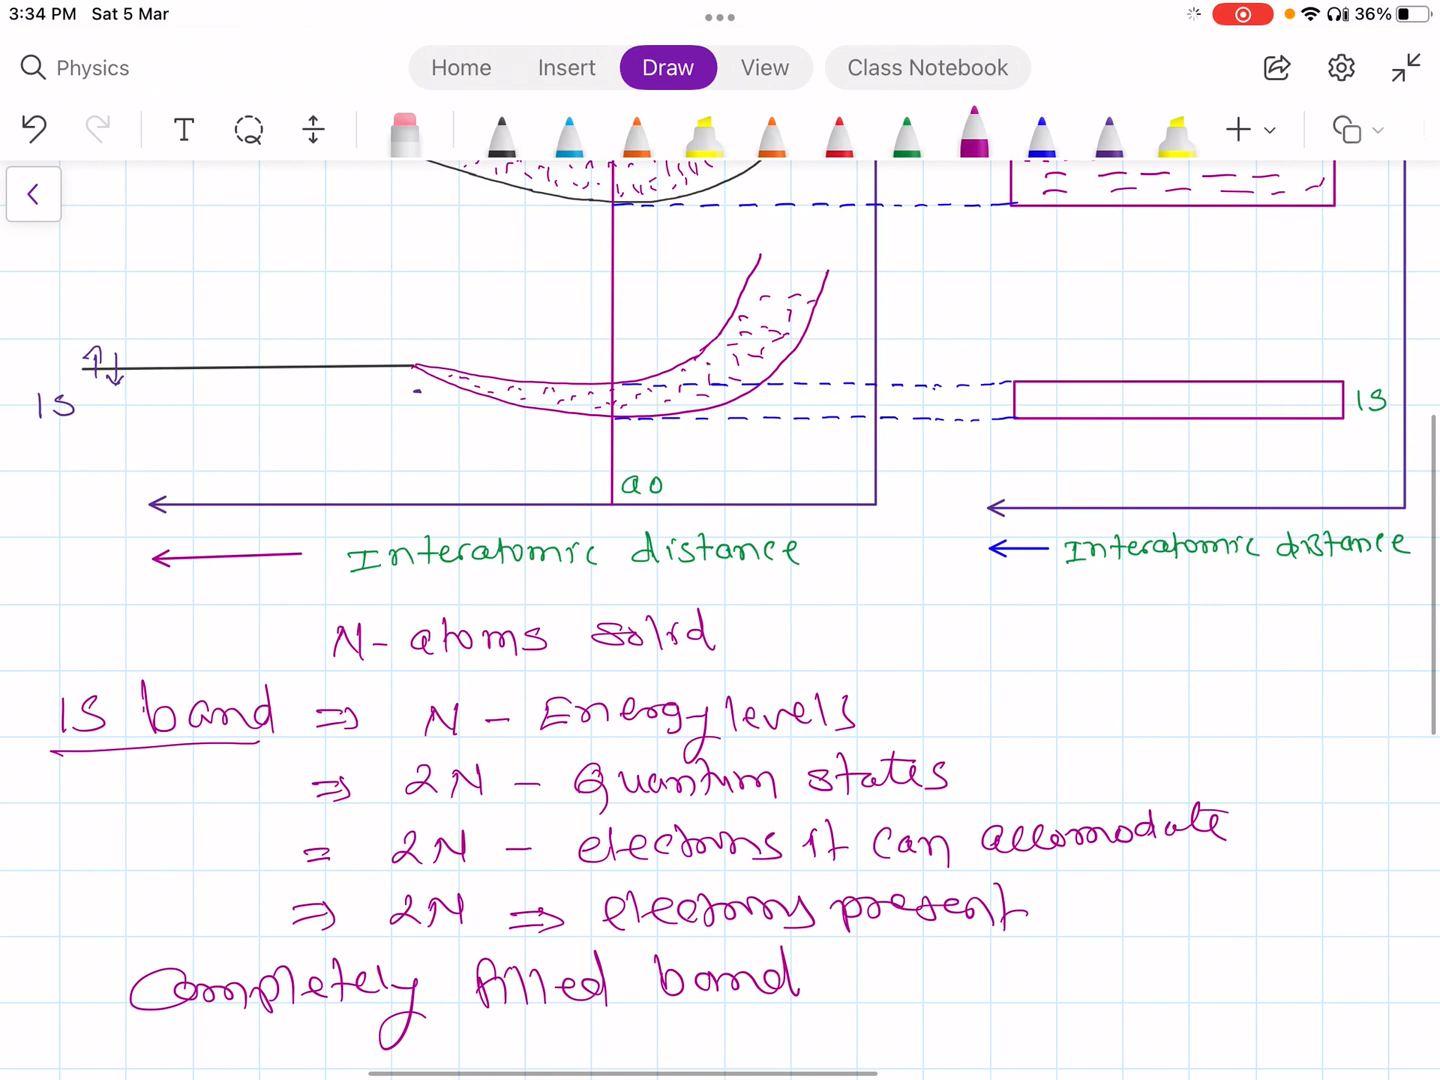 3:34 PM Sat 5 Mar
36%
Physics
Home Insert Draw View Class Notebook
T
1S
1S
a0
Interatomic distance
Interatomic distance
N- atoms solid
1S band ⇒ N - Energy levels
⇒ 2N - Quantum states
= 2N - electrons it can accomodate
⇒ 2N ⇒ electrons present
Completely filled band